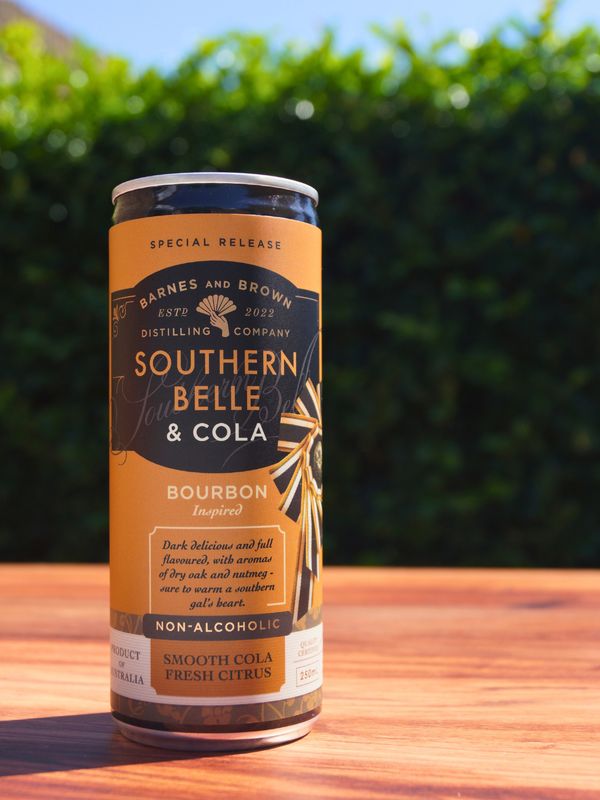 SPECIAL RELEASE
BARNES AND BROWN
ESTD 2022
DISTILLING COMPANY
SOUTHERN
BELLE
& COLA
BOURBON
Inspired
Dark delicious and full
flavoured, with aromas
of dry oak and nutmeg -
sure to warm a southern
gal's heart.
NON-ALCOHOLIC
PRODUCT
OF
AUSTRALIA
SMOOTH COLA
FRESH CITRUS
QUALITY
250mL